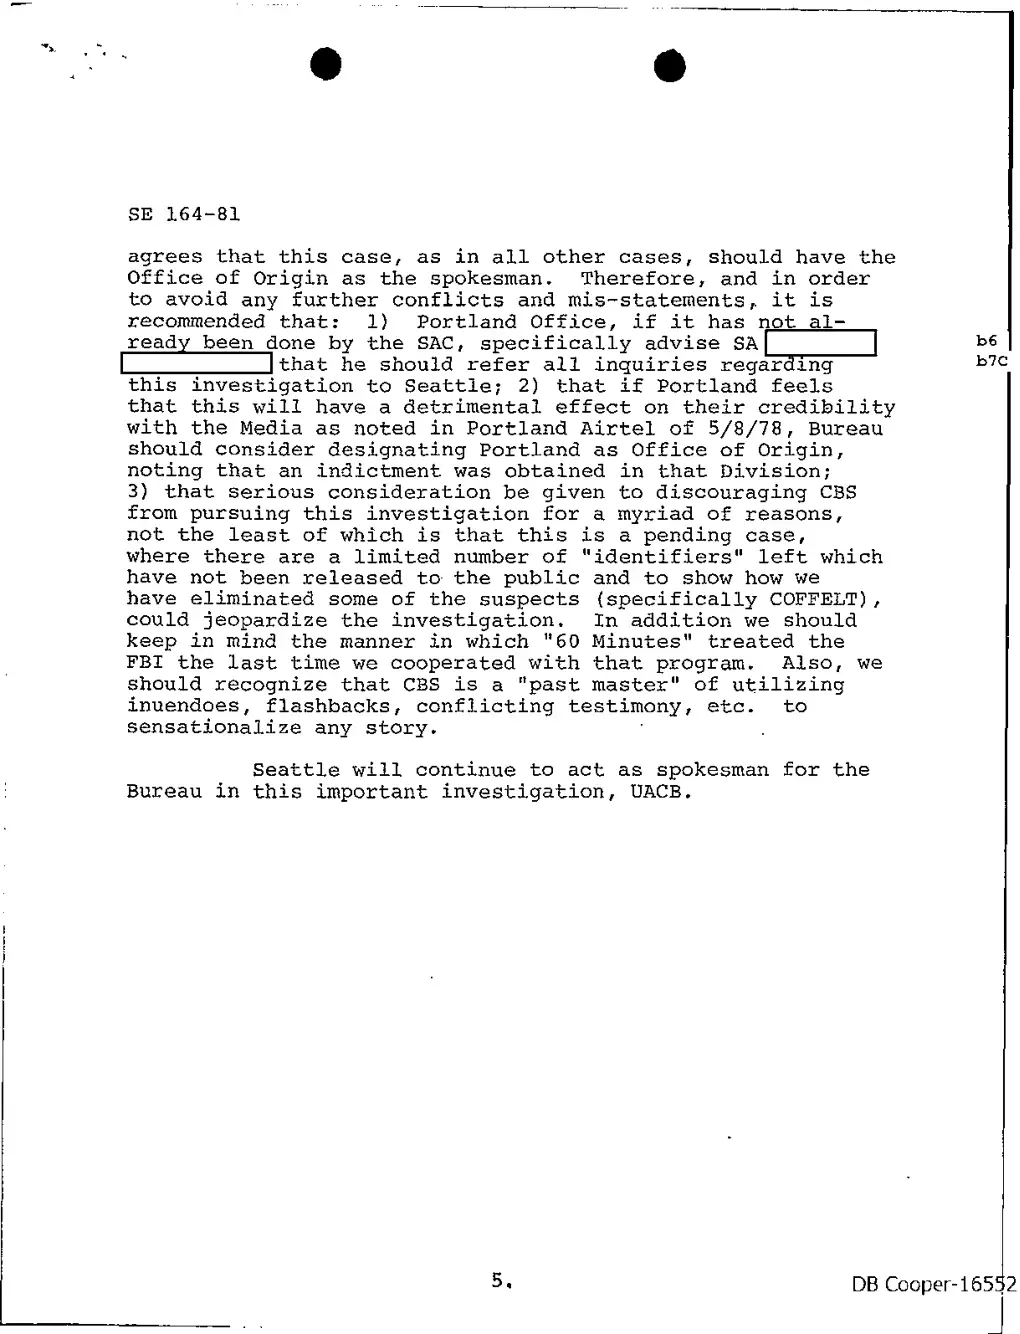 SE 164-81
agrees that this case, as in all other cases, should have the
Office of Origin as the spokesman. Therefore, and in order
to avoid any further conflicts and mis-statements, it is
recommended that: 1) Portland Office, if it has not al-
ready been done by the SAC, specifically advise SA
b6
that he should refer all inquiries regarding
b7C
this investigation to Seattle; 2) that if Portland feels
that this will have a detrimental effect on their credibility
with the Media as noted in Portland Airtel of 5/8/78, Bureau
should consider designating Portland as Office of Origin,
noting that an indictment was obtained in that Division;
3) that serious consideration be given to discouraging CBS
from pursuing this investigation for a myriad of reasons,
not the least of which is that this is a pending case,
where there are a limited number of "identifiers" left which
have not been released to the public and to show how we
have eliminated some of the suspects (specifically COFFELT),
could jeopardize the investigation. In addition we should
keep in mind the manner in which "60 Minutes" treated the
FBI the last time we cooperated with that program. Also, we
should recognize that CBS is a "past master" of utilizing
inuendoes, flashbacks, conflicting testimony, etc. to
sensationalize any story.
Seattle will continue to act as spokesman for the
Bureau in this important investigation, UACB.
5.
DB Cooper-16552